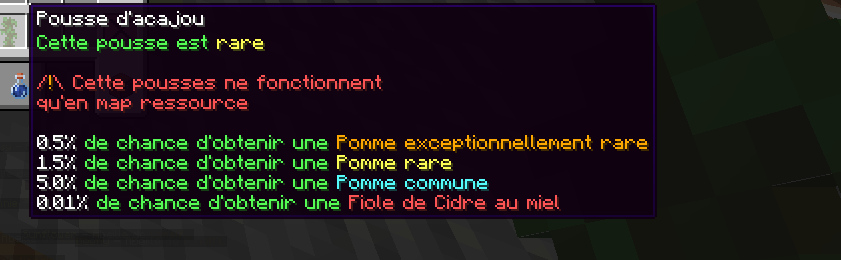 Pousse d'acajou
Cette pousse est rare
/!\ Cette pousses ne fonctionnent
qu'en map ressource
0.5% de chance d'obtenir une Pomme exceptionnellement rare
1.5% de chance d'obtenir une Pomme rare
5.0% de chance d'obtenir une Pomme commune
0.01% de chance d'obtenir une Fiole de Cidre au miel